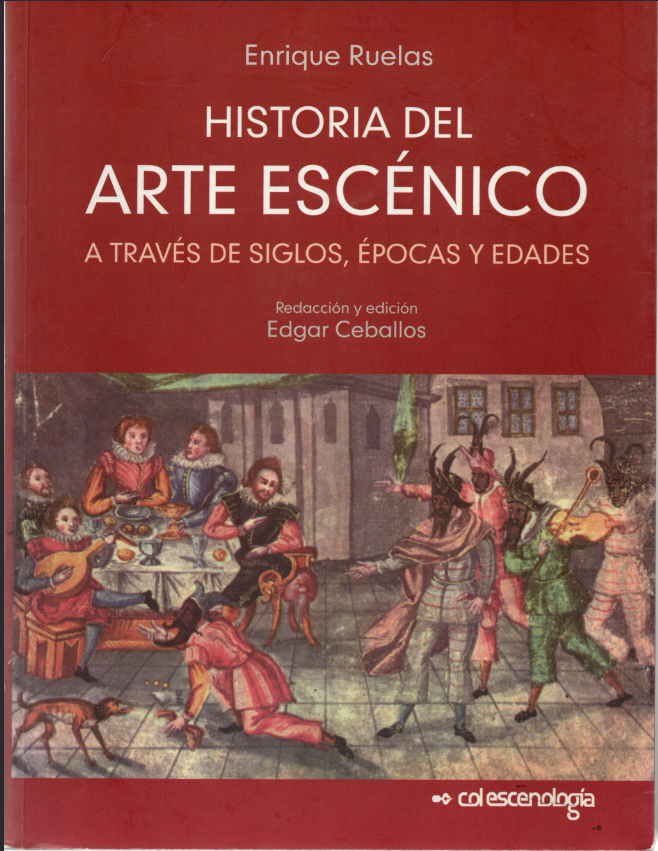 Enrique Ruelas
HISTORIA DEL
ARTE ESCÉNICO
A TRAVÉS DE SIGLOS, ÉPOCAS Y EDADES
Redacción y edición
Edgar Ceballos
col escenología